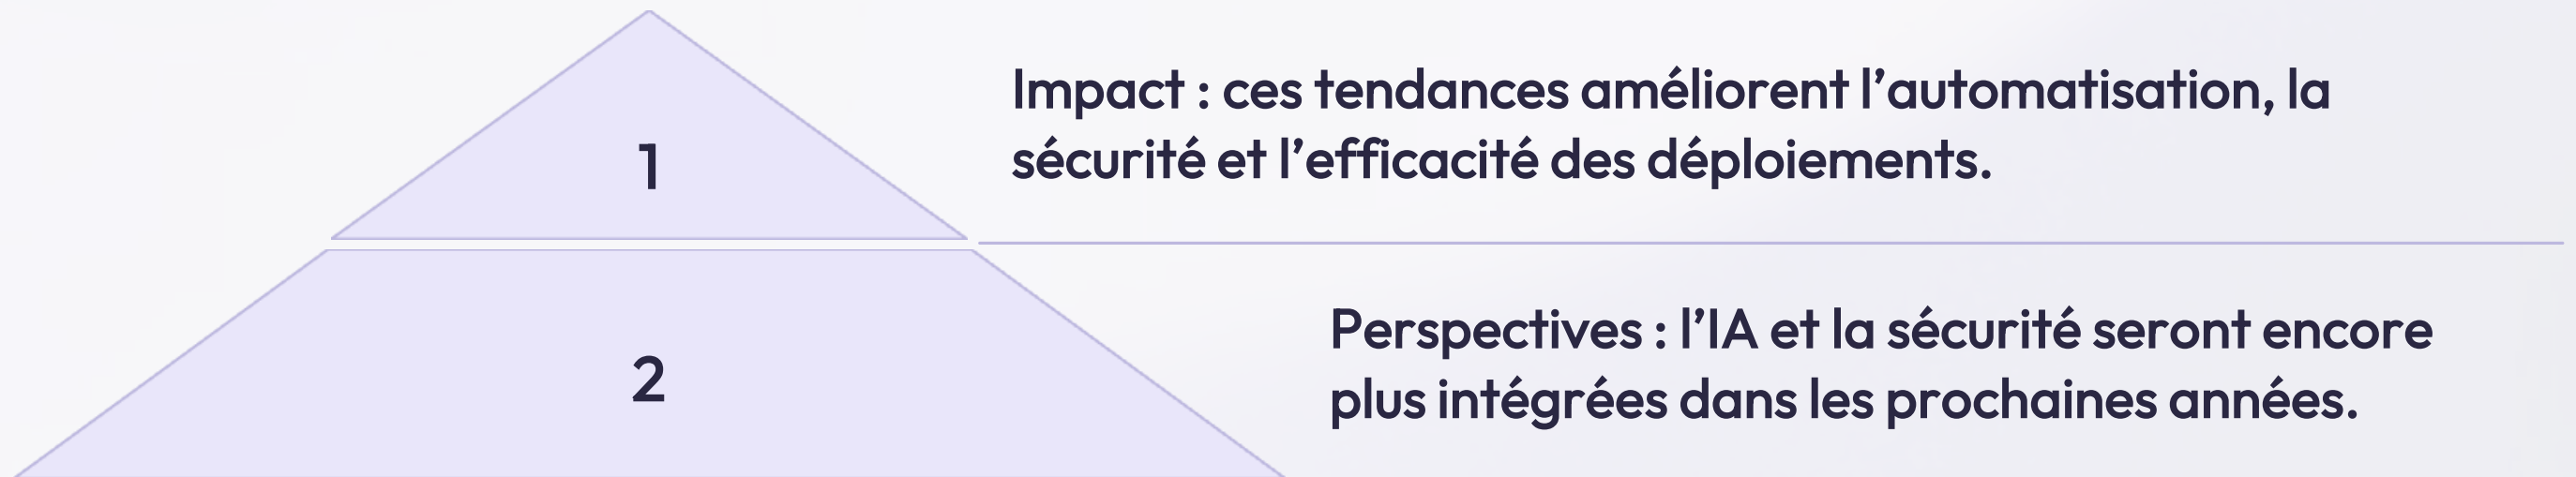 1
Impact : ces tendances améliorent l’automatisation, la
sécurité et l’efficacité des déploiements.
2
Perspectives : l’IA et la sécurité seront encore
plus intégrées dans les prochaines années.